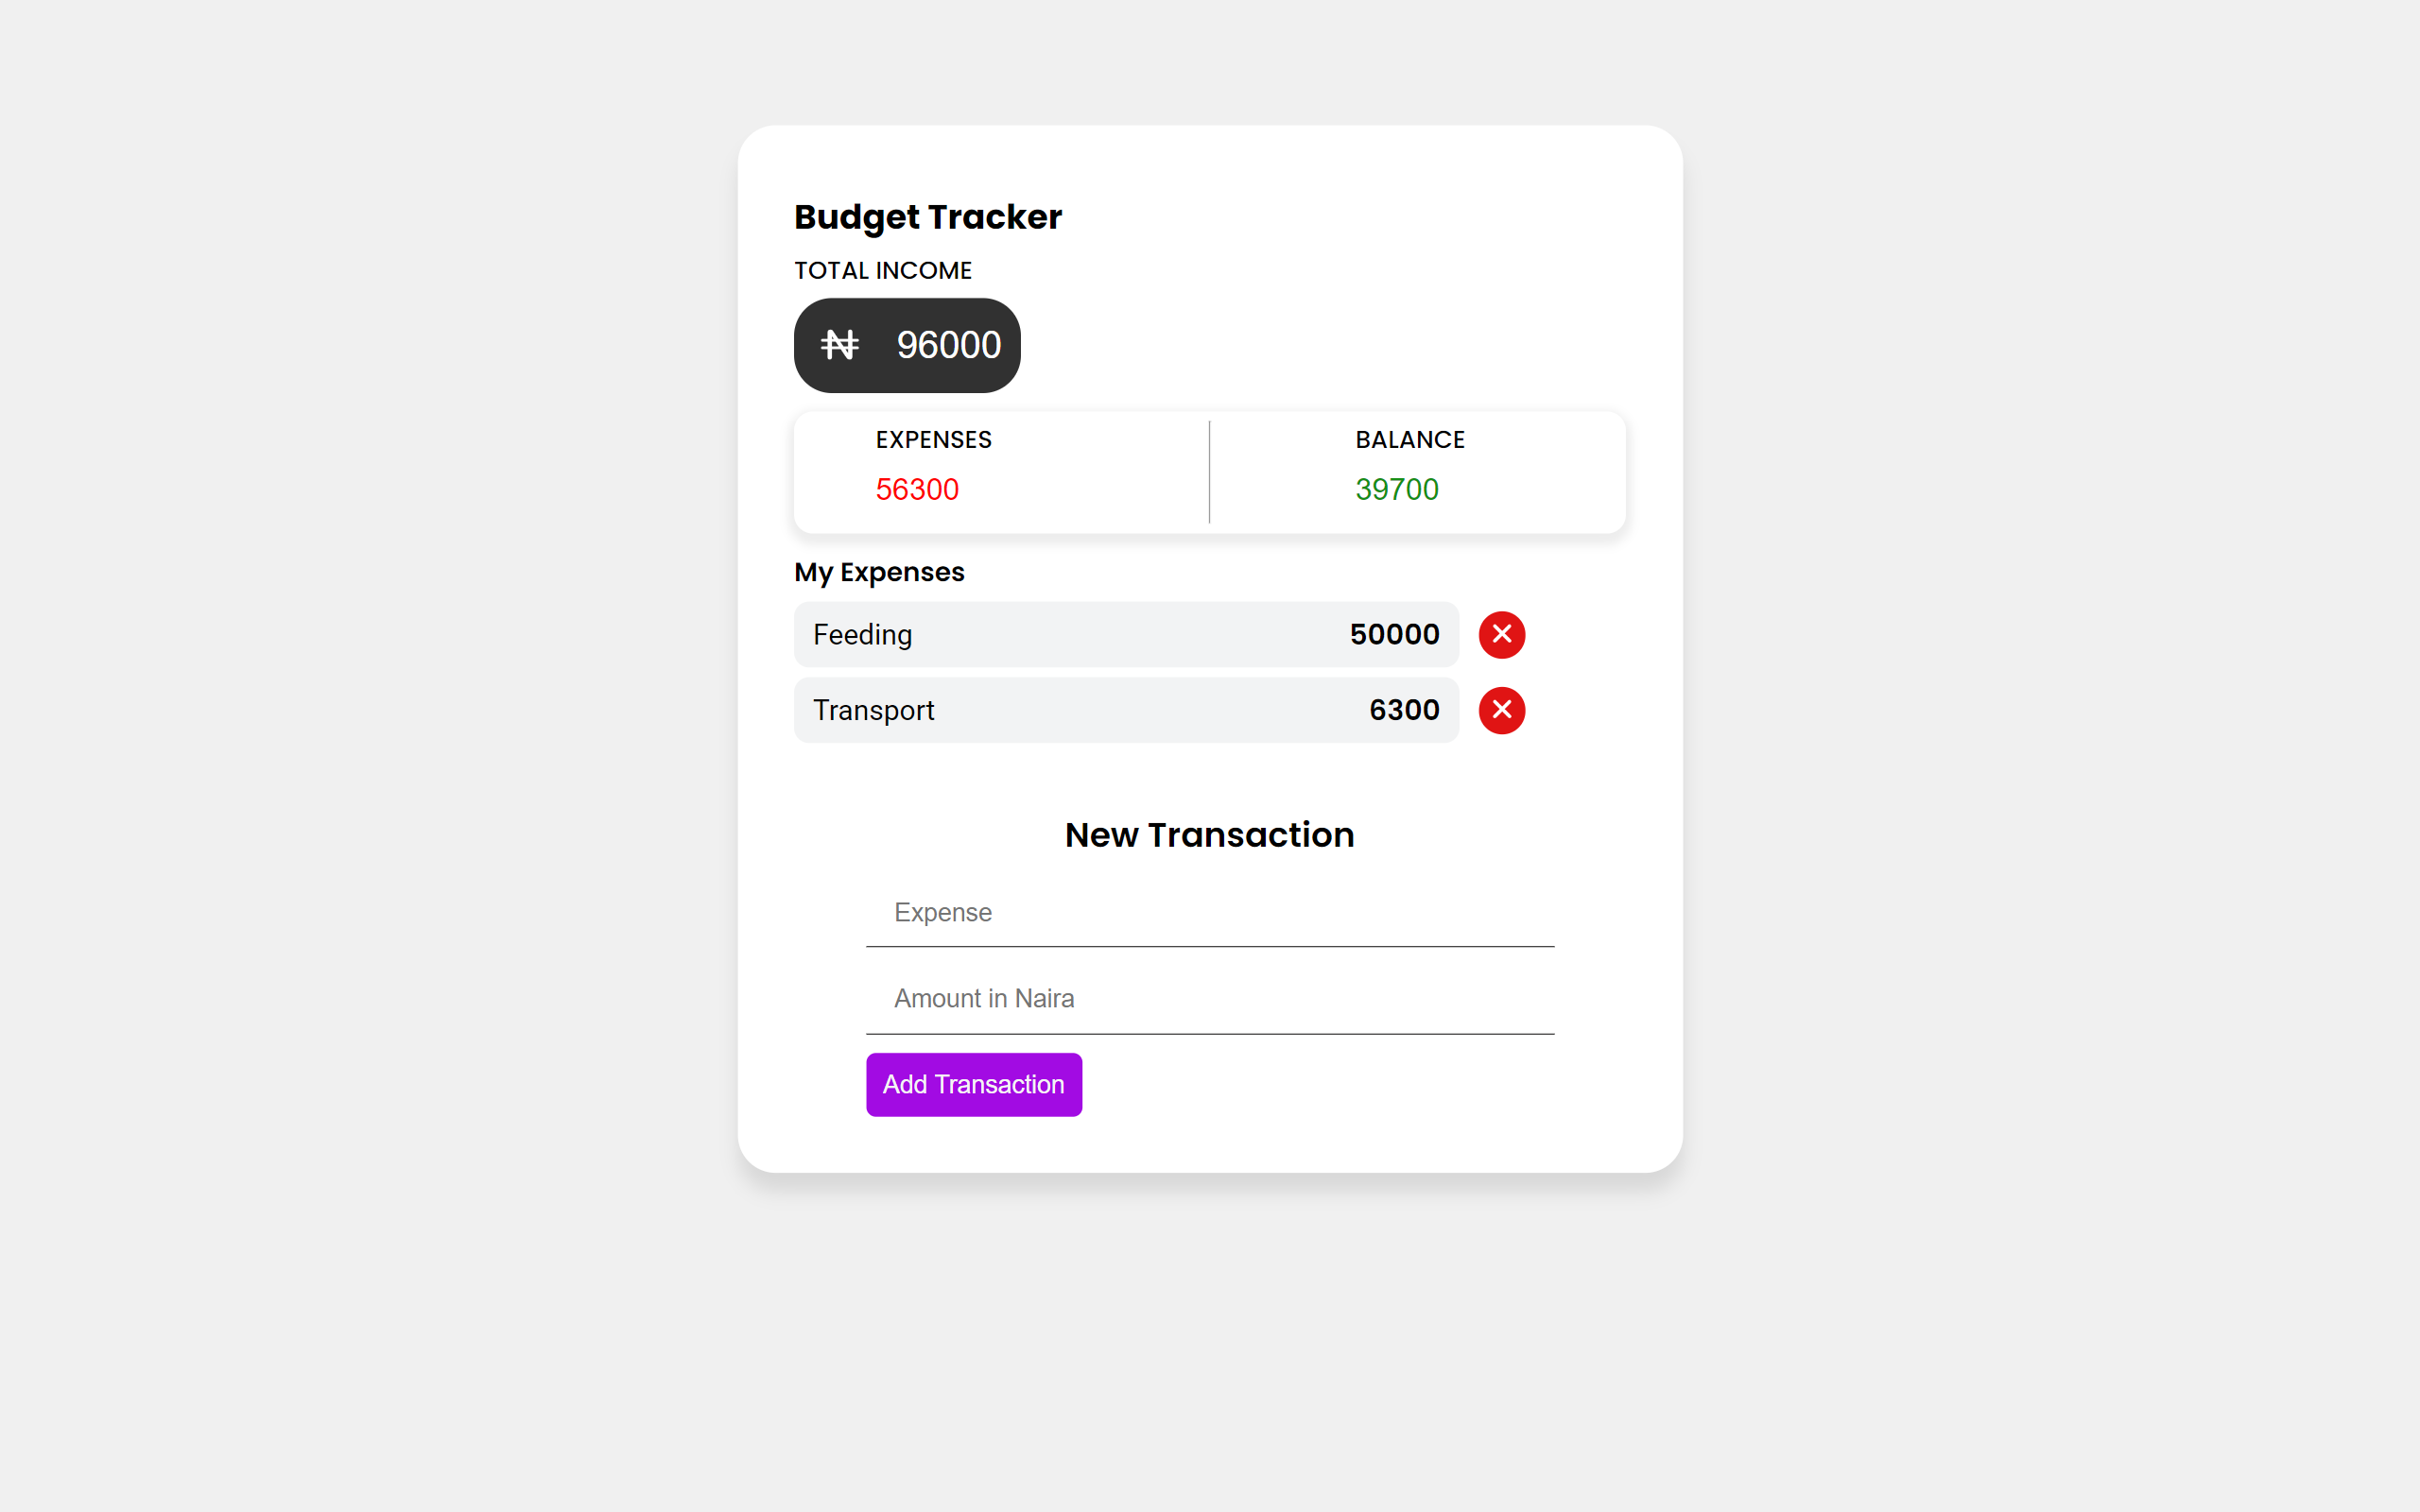 Budget Tracker
TOTAL INCOME
₦ 96000
EXPENSES BALANCE
56300 39700
My Expenses
Feeding 50000
Transport 6300
New Transaction
Expense
Amount in Naira
Add Transaction